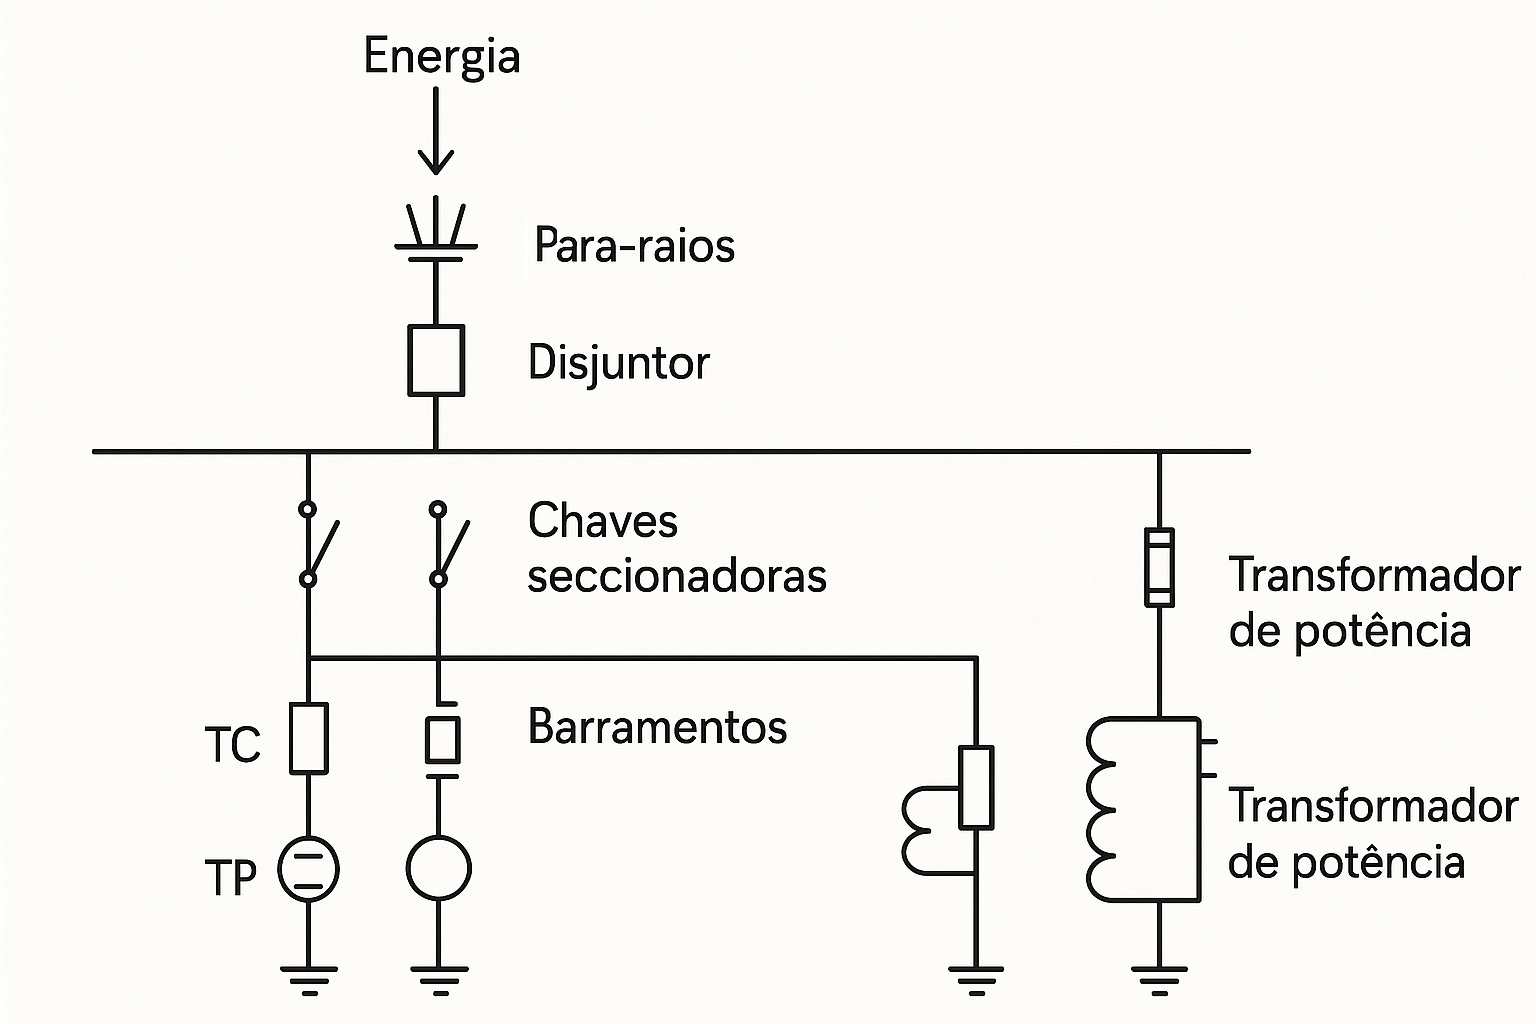 Energia
Para-raios
Disjuntor
Chaves
seccionadoras
Transformador
de potência
Barramentos
TC
Transformador
de potência
TP